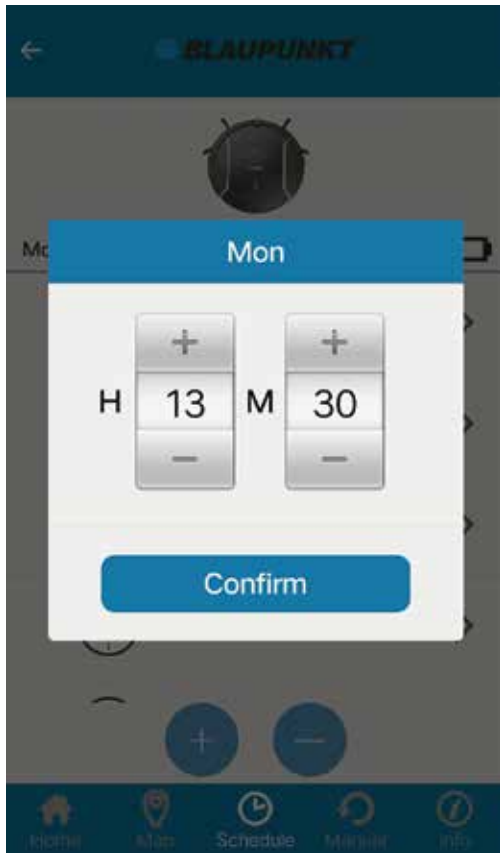 BLAUPUNKT
Mon
+ +
H 13 M 30
− −
Confirm
+ −
Home Map Schedule Manual Info